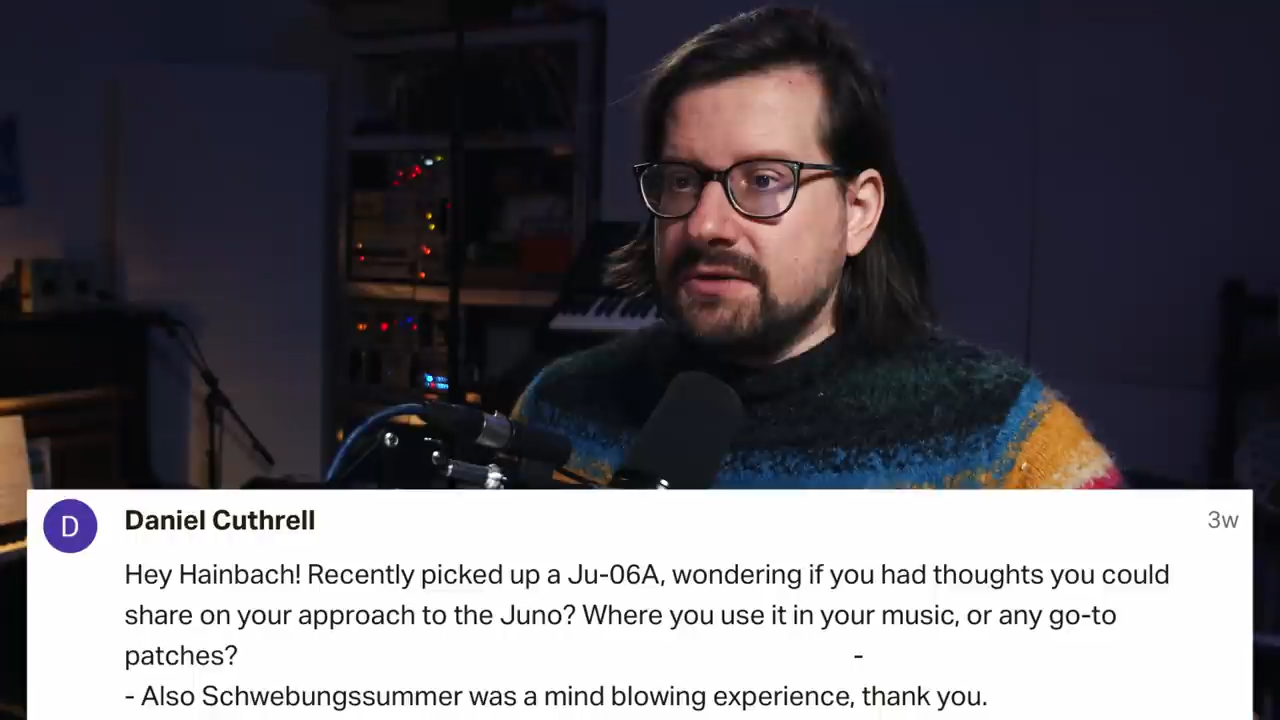 D
Daniel Cuthrell
3w
Hey Hainbach! Recently picked up a Ju-06A, wondering if you had thoughts you could
share on your approach to the Juno? Where you use it in your music, or any go-to
patches? -
- Also Schwebungssummer was a mind blowing experience, thank you.